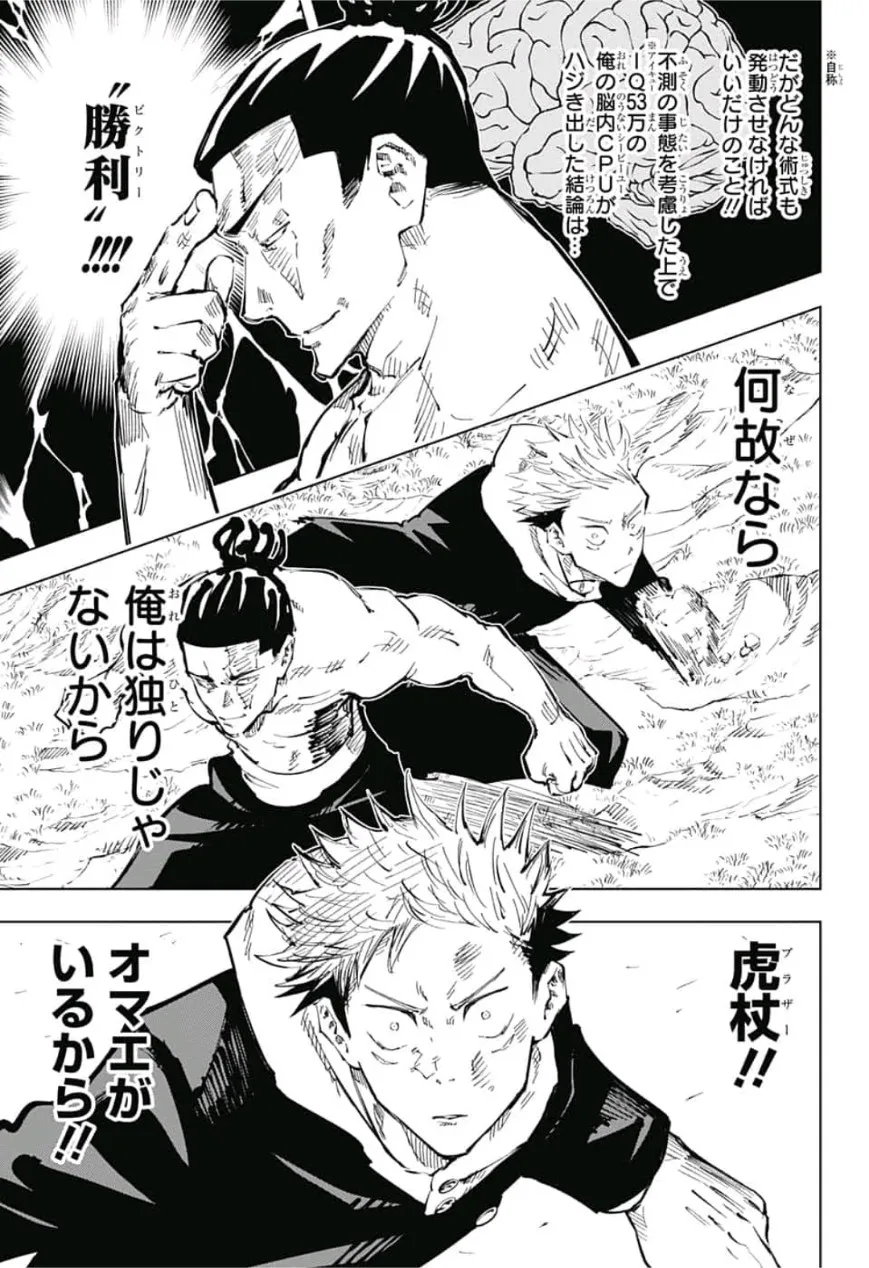 ※自称
だがどんな術式も
発動させなければ
いいだけのこと!!
不測の事態を考慮した上で
※IQ53万の
俺の脳内CPUが
ハジき出した結論は…
“勝利”!!!!
何故なら
俺は独りじゃ
ないから
虎杖!!
オマエが
いるから!!